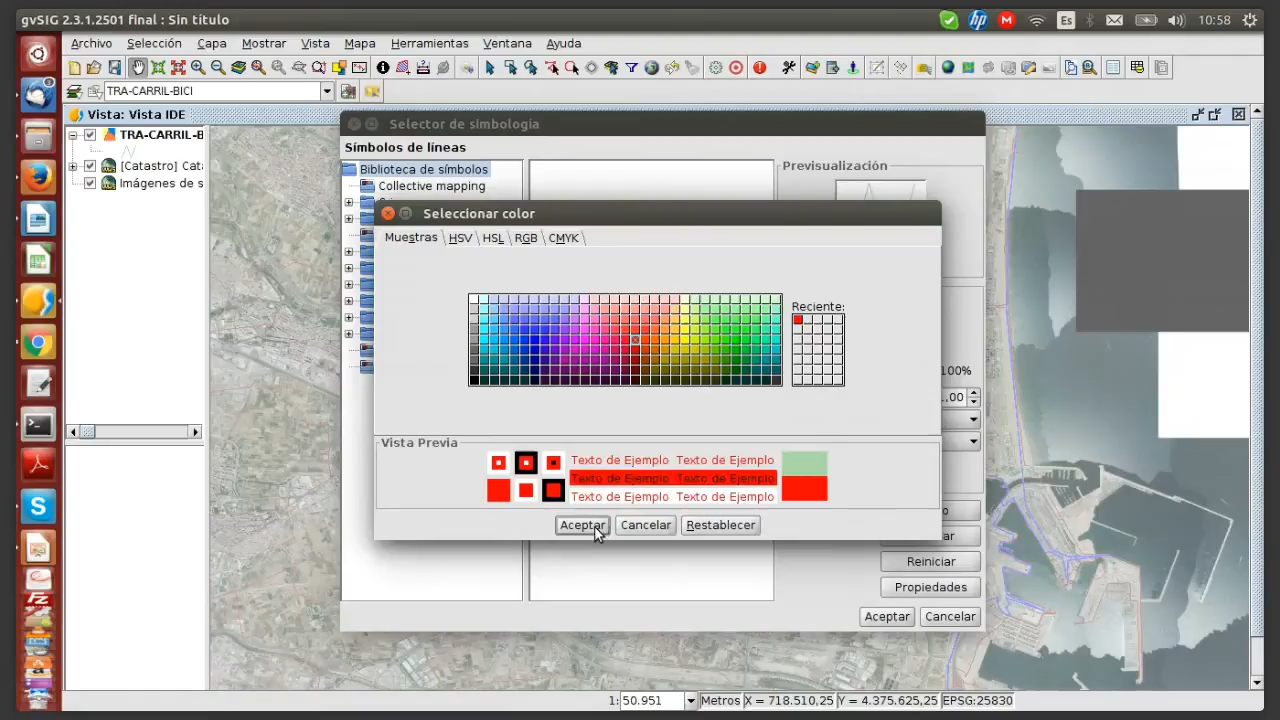 gvSIG 2.3.1.2501 final : Sin título
Es
10:58
Archivo Selección Capa Mostrar Vista Mapa Herramientas Ventana Ayuda
TRA-CARRIL-BICI
Vista: Vista IDE
TRA-CARRIL-B
[Catastro] Cat
Imágenes de s
Selector de simbologia
Símbolos de líneas
Biblioteca de símbolos
Collective mapping
Previsualización
Seleccionar color
Muestras HSV HSL RGB CMYK
Reciente:
100%
,00
Vista Previa
Texto de Ejemplo Texto de Ejemplo
Texto de Ejemplo Texto de Ejemplo
Texto de Ejemplo Texto de Ejemplo
Aceptar Cancelar Restablecer
Reiniciar
Propiedades
Aceptar Cancelar
1: 50.951 Metros X = 718.510,25 Y = 4.375.625,25 EPSG:25830